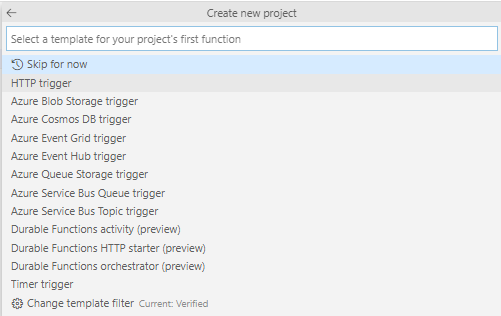 Create new project
Select a template for your project's first function
Skip for now
HTTP trigger
Azure Blob Storage trigger
Azure Cosmos DB trigger
Azure Event Grid trigger
Azure Event Hub trigger
Azure Queue Storage trigger
Azure Service Bus Queue trigger
Azure Service Bus Topic trigger
Durable Functions activity (preview)
Durable Functions HTTP starter (preview)
Durable Functions orchestrator (preview)
Timer trigger
Change template filter Current: Verified